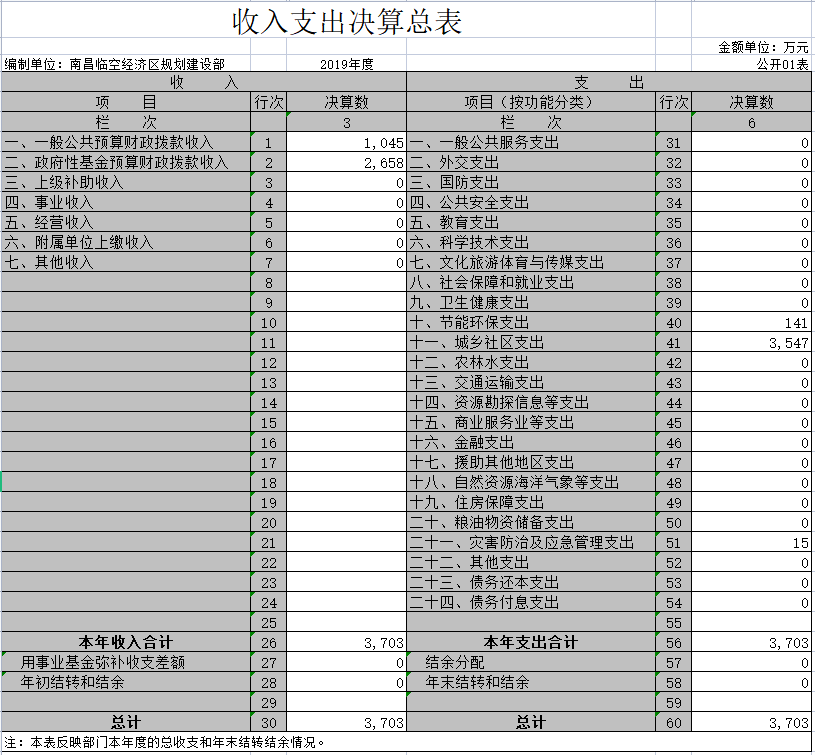 收入支出决算总表
金额单位：万元
编制单位：南昌临空经济区规划建设部 2019年度 公开01表
收 入 支 出
项 目 行次 决算数 项目（按功能分类） 行次 决算数
栏 次 3 栏 次 6
一、一般公共预算财政拨款收入 1 1,045 一、一般公共服务支出 31 0
二、政府性基金预算财政拨款收入 2 2,658 二、外交支出 32 0
三、上级补助收入 3 0 三、国防支出 33 0
四、事业收入 4 0 四、公共安全支出 34 0
五、经营收入 5 0 五、教育支出 35 0
六、附属单位上缴收入 6 0 六、科学技术支出 36 0
七、其他收入 7 0 七、文化旅游体育与传媒支出 37 0
8 八、社会保障和就业支出 38 0
9 九、卫生健康支出 39 0
10 十、节能环保支出 40 141
11 十一、城乡社区支出 41 3,547
12 十二、农林水支出 42 0
13 十三、交通运输支出 43 0
14 十四、资源勘探信息等支出 44 0
15 十五、商业服务业等支出 45 0
16 十六、金融支出 46 0
17 十七、援助其他地区支出 47 0
18 十八、自然资源海洋气象等支出 48 0
19 十九、住房保障支出 49 0
20 二十、粮油物资储备支出 50 0
21 二十一、灾害防治及应急管理支出 51 15
22 二十二、其他支出 52 0
23 二十三、债务还本支出 53 0
24 二十四、债务付息支出 54 0
25 55
本年收入合计 26 3,703 本年支出合计 56 3,703
用事业基金弥补收支差额 27 0 结余分配 57 0
年初结转和结余 28 0 年末结转和结余 58 0
29 59
总计 30 3,703 总计 60 3,703
注：本表反映部门本年度的总收支和年末结转结余情况。